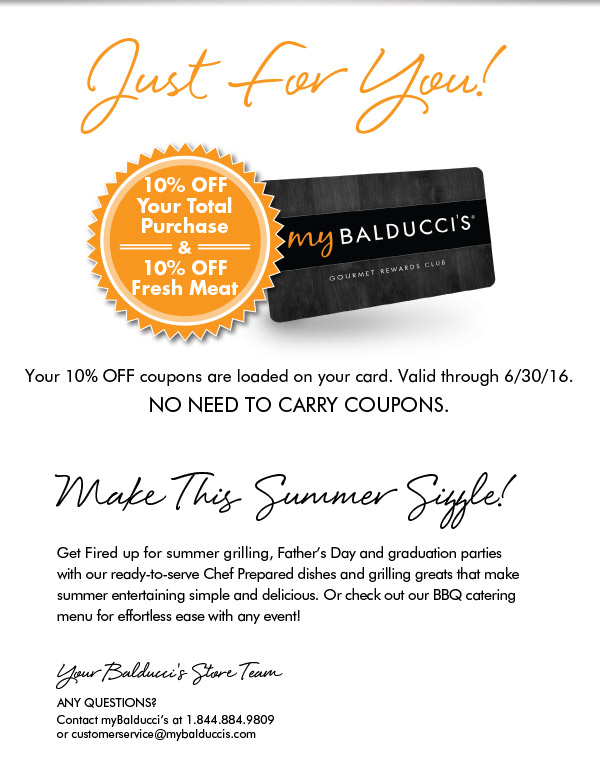 Just For You!
10% OFF
Your Total
Purchase
&
10% OFF
Fresh Meat
my BALDUCCI'S®
GOURMET REWARDS CLUB
Your 10% OFF coupons are loaded on your card. Valid through 6/30/16.
NO NEED TO CARRY COUPONS.
Make This Summer Sizzle!
Get Fired up for summer grilling, Father's Day and graduation parties
with our ready-to-serve Chef Prepared dishes and grilling greats that make
summer entertaining simple and delicious. Or check out our BBQ catering
menu for effortless ease with any event!
Your Balducci's Store Team
ANY QUESTIONS?
Contact myBalducci's at 1.844.884.9809
or customerservice@mybalduccis.com